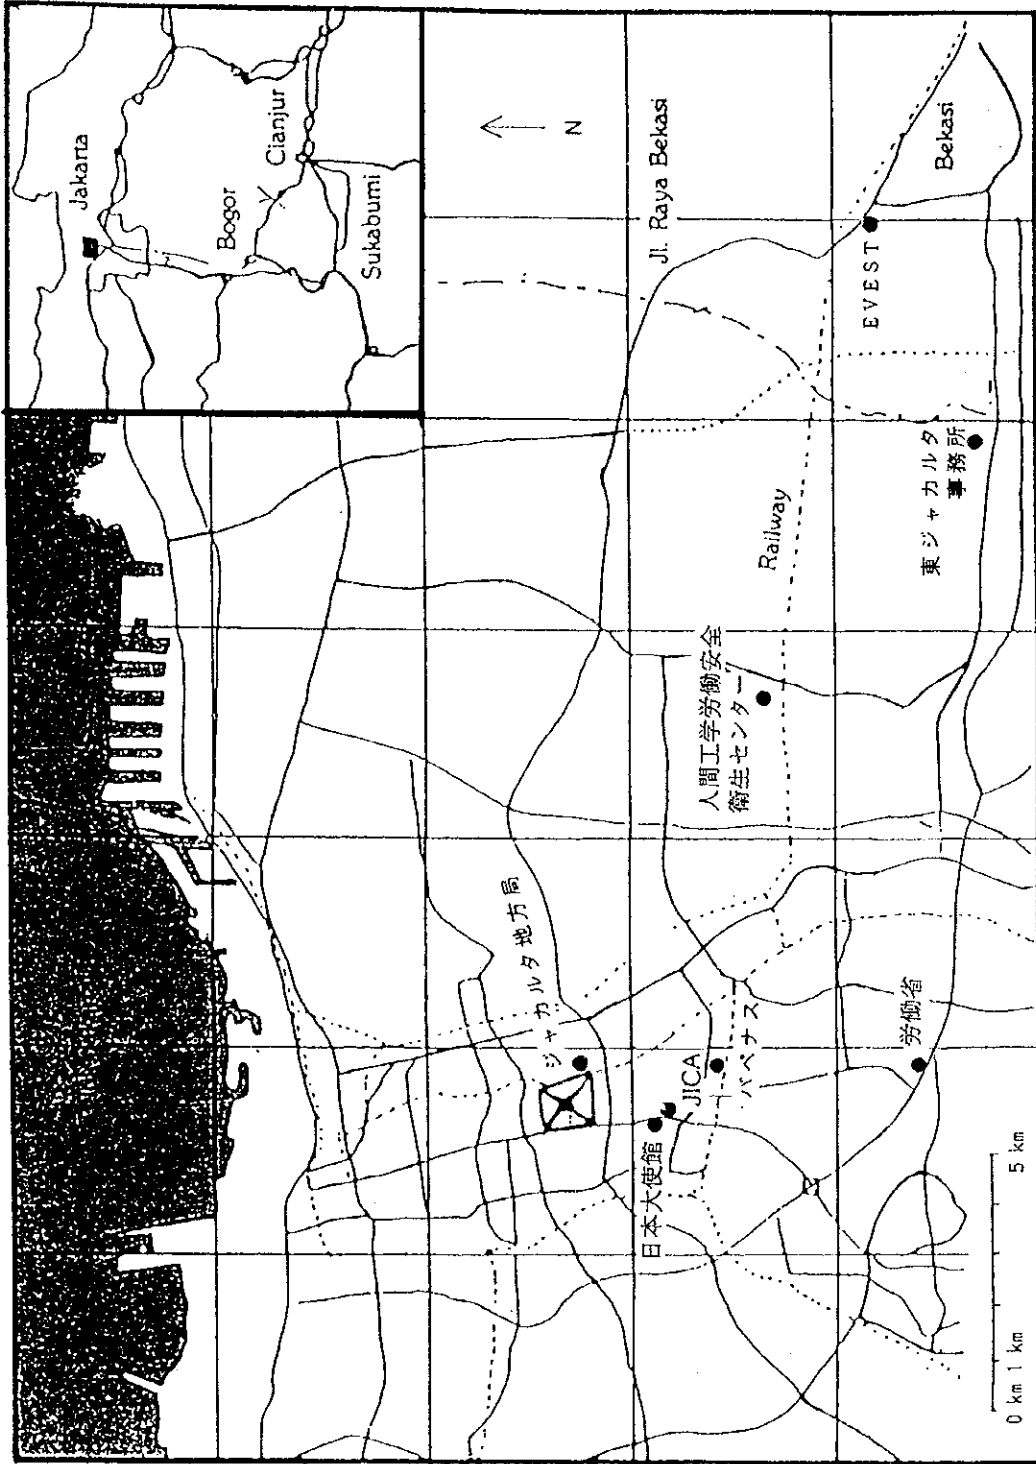 Jakarta
Bogor
Cianjur
Sukabumi
N
Jl. Raya Bekasi
Bekasi
EVEST
東ジャカルタ
事務所
Railway
人間工学労働安全
衛生センター
ジャカルタ地方局
日本大使館
JICA
バペナス
労働省
0 km 1 km
5 km